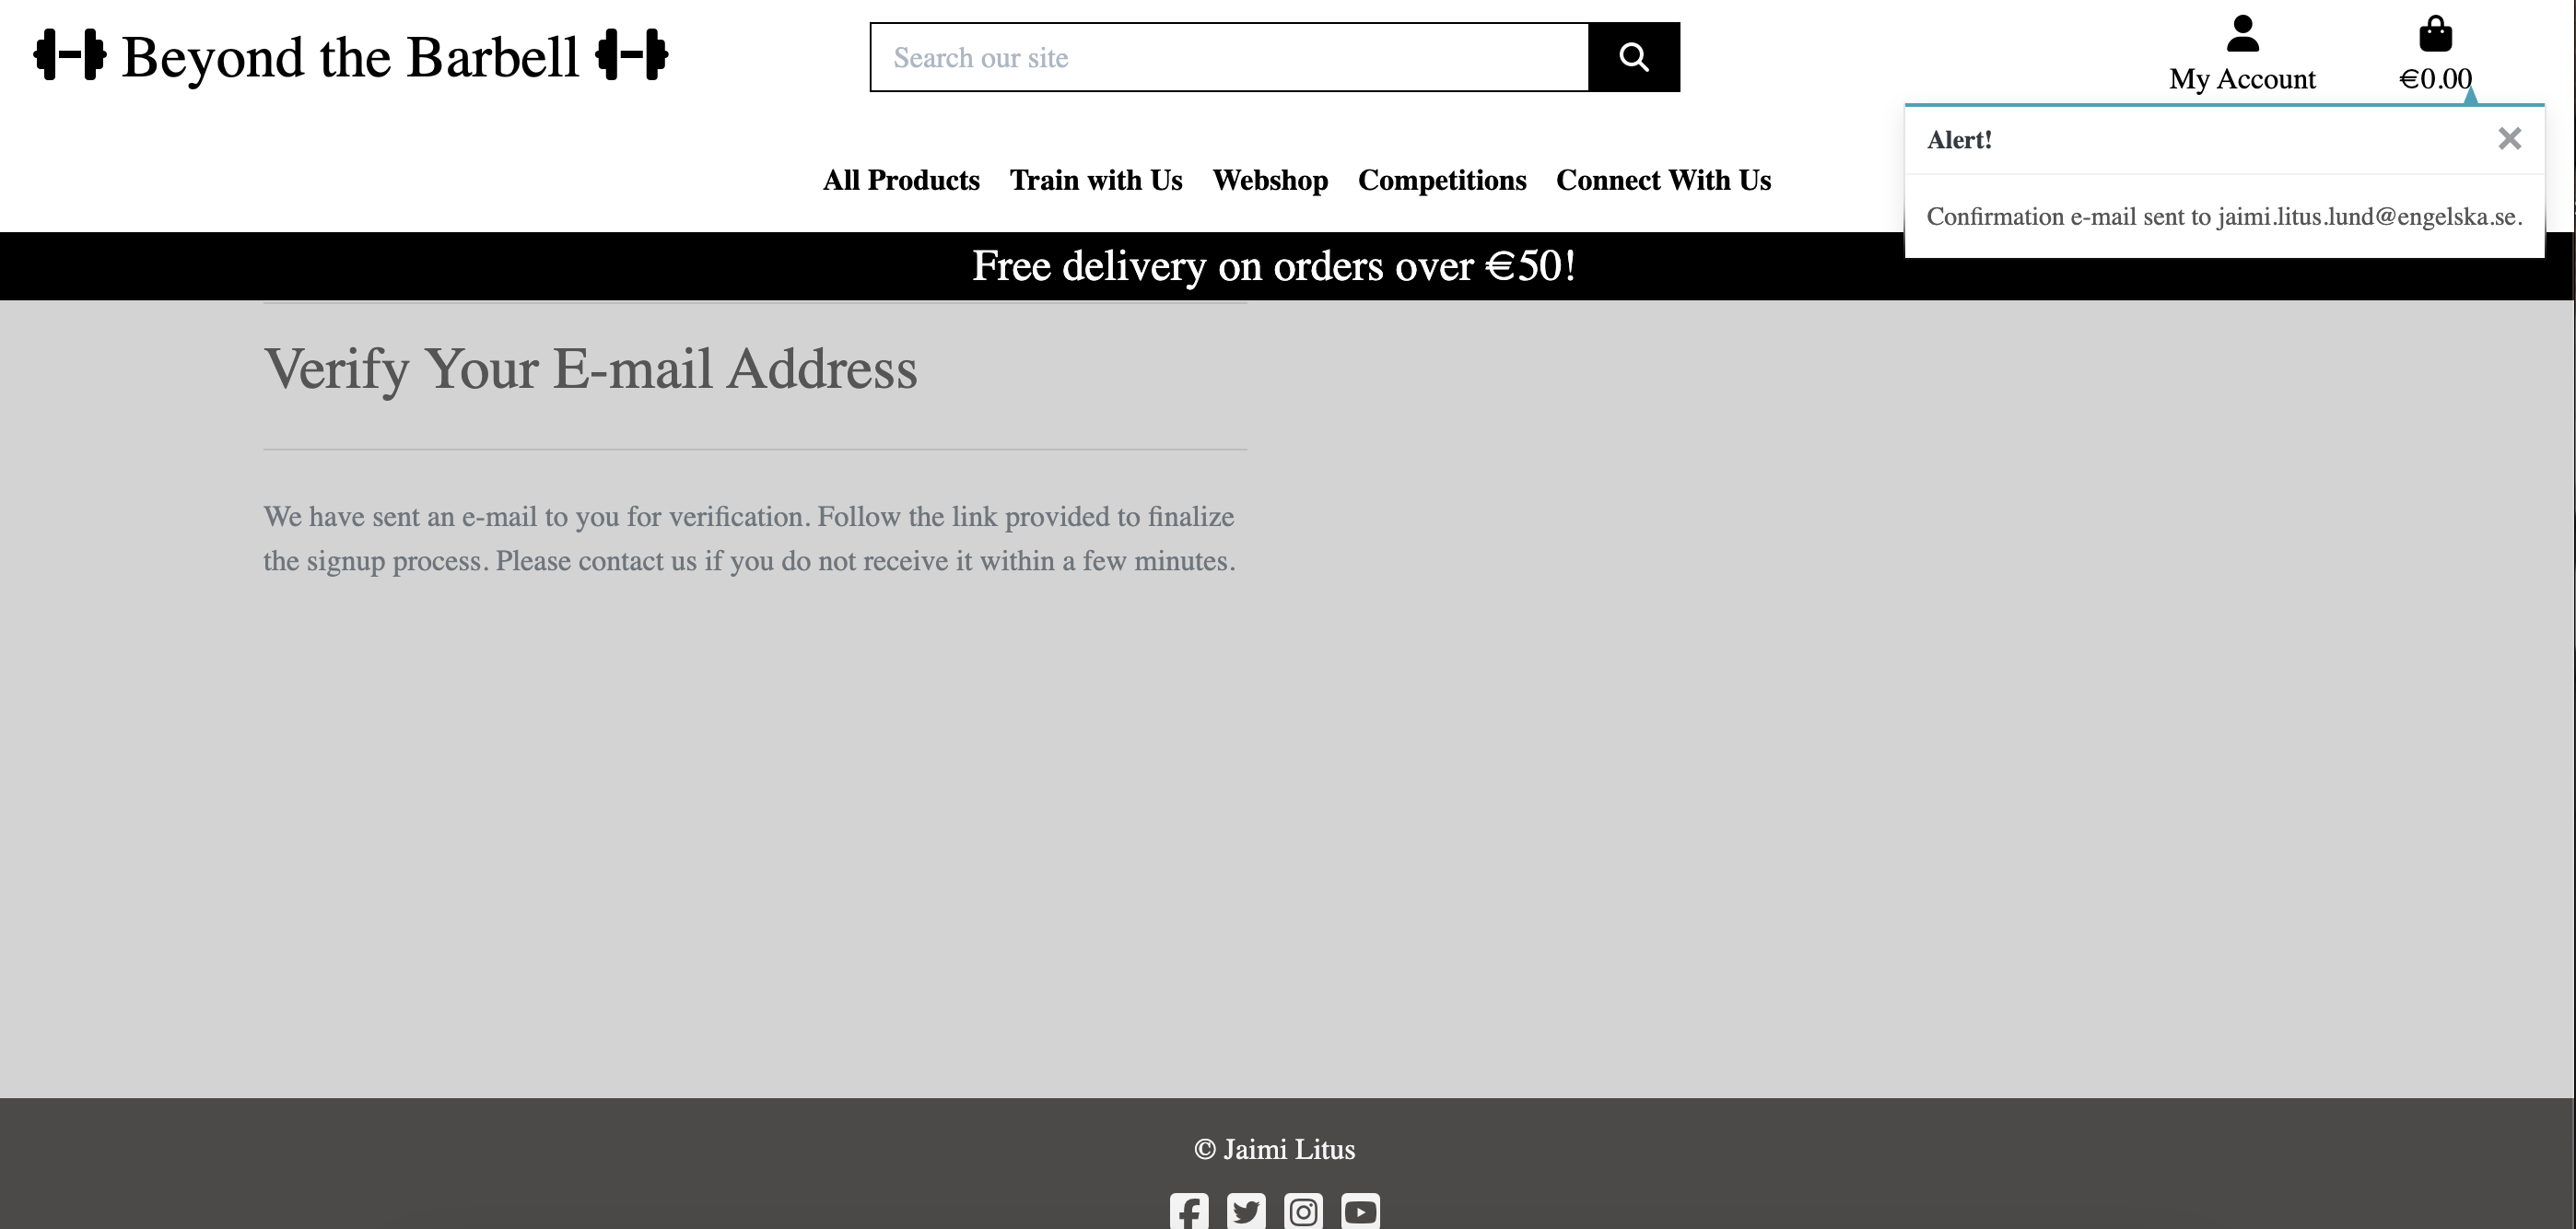 Beyond the Barbell
Search our site
My Account
€0.00
Alert!
Confirmation e-mail sent to jaimi.litus.lund@engelska.se.
All Products Train with Us Webshop Competitions Connect With Us
Free delivery on orders over €50!
Verify Your E-mail Address
We have sent an e-mail to you for verification. Follow the link provided to finalize
the signup process. Please contact us if you do not receive it within a few minutes.
© Jaimi Litus